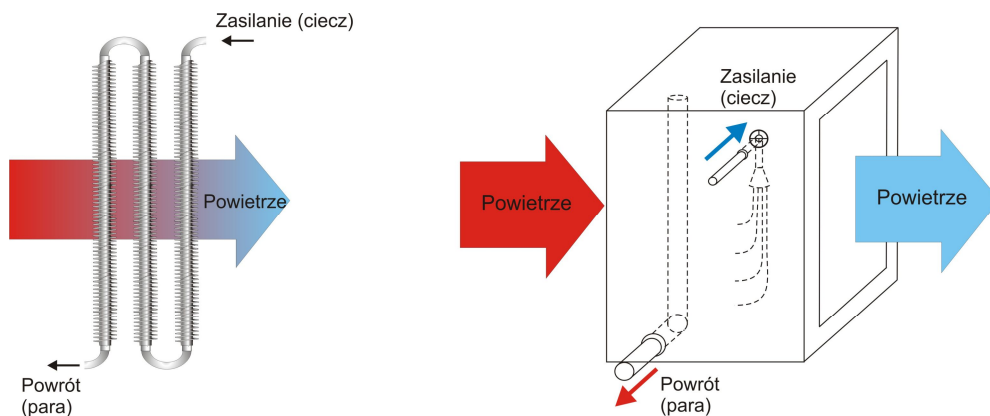 Zasilanie (ciecz)
Powietrze
Powrót
(para)
Zasilanie
(ciecz)
Powietrze
Powietrze
Powrót
(para)